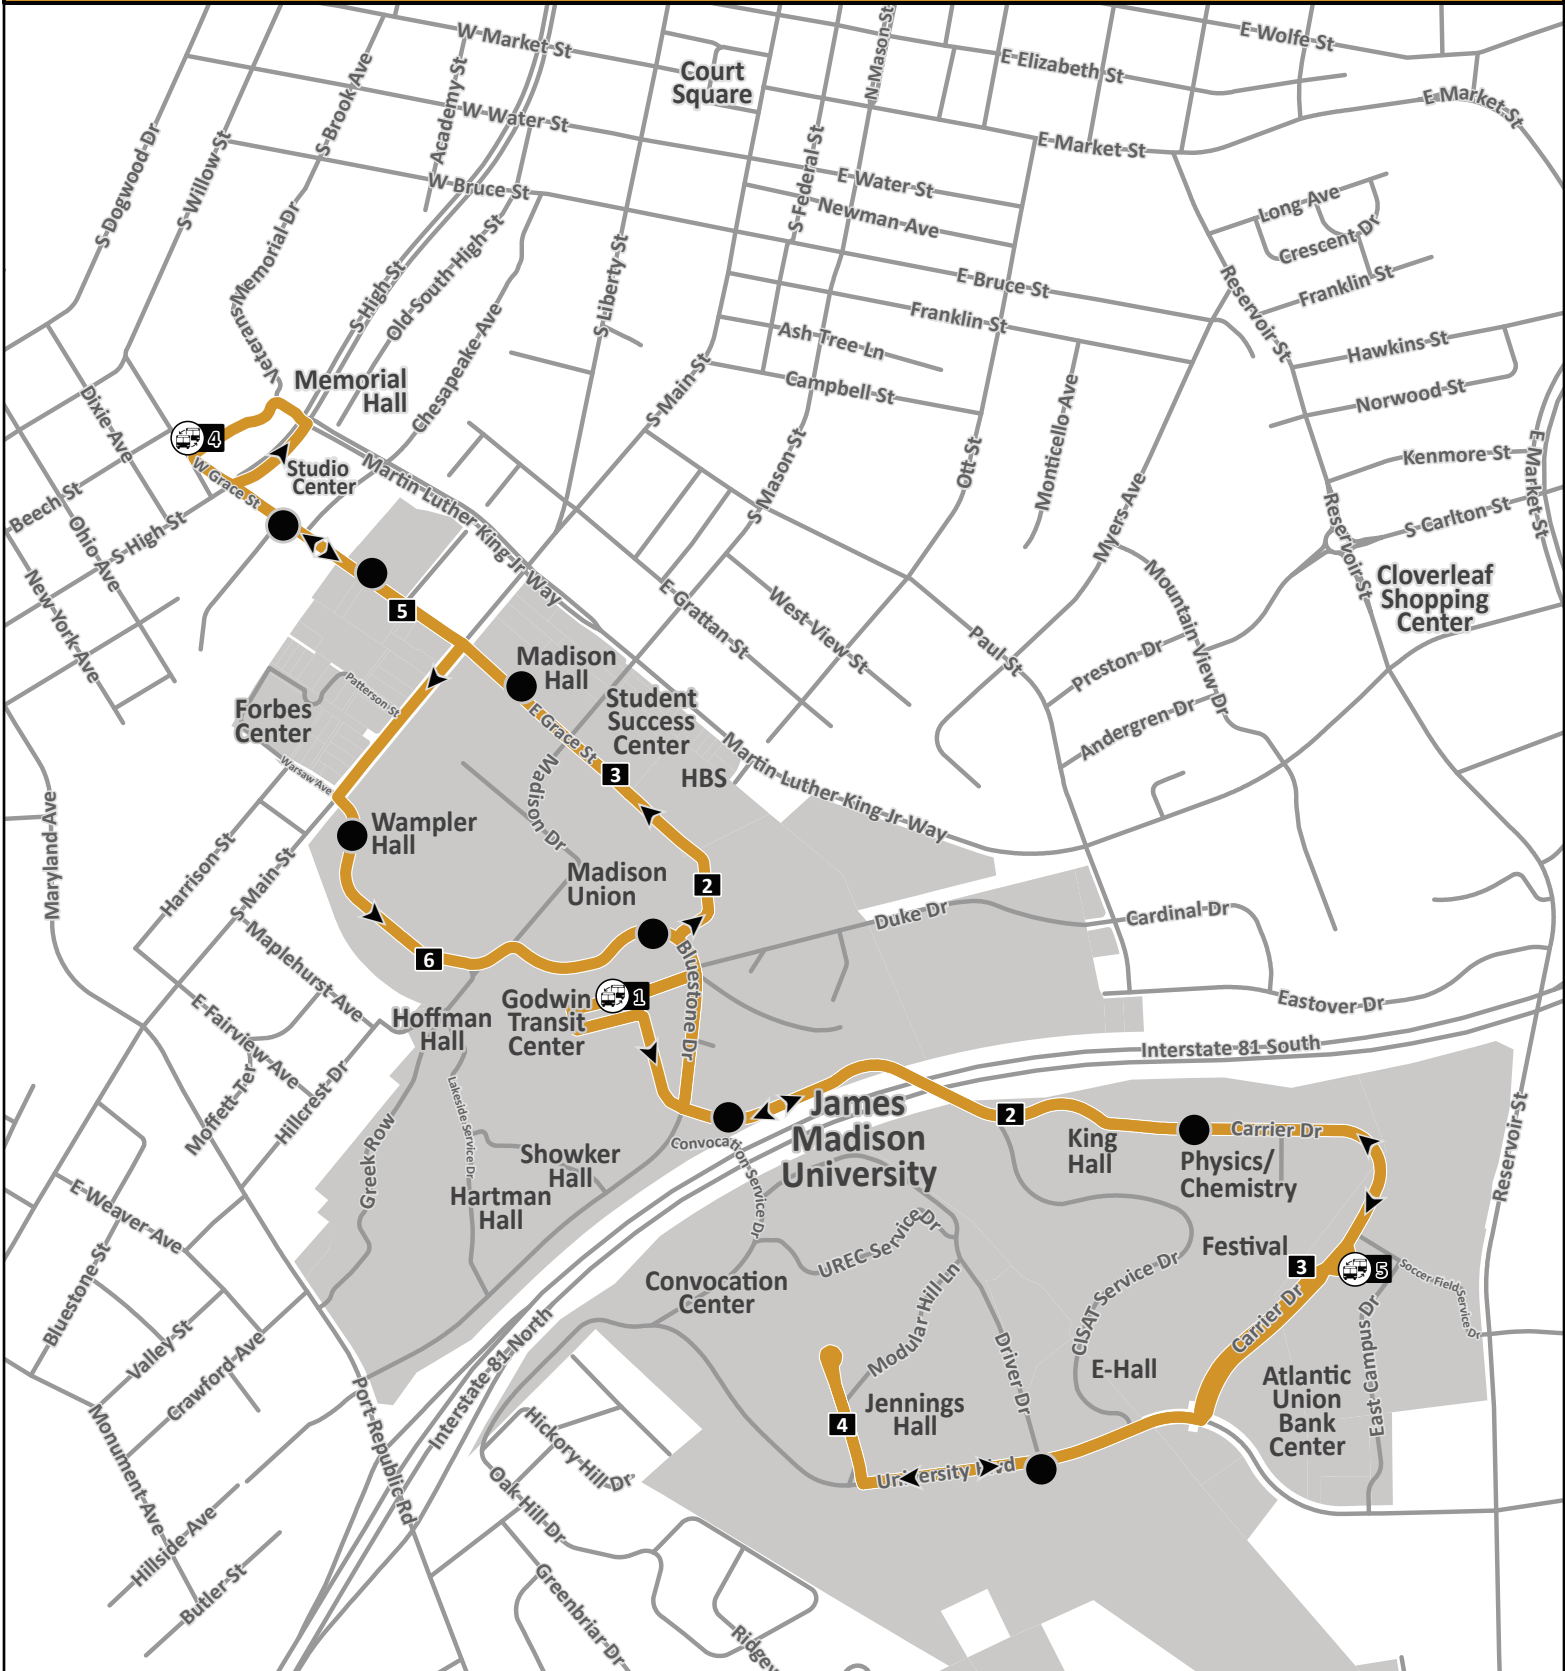 W Market St
Court
Square
N Mason St
E Elizabeth St
E Wolfe St
E Market St
S Dogwood Dr
S Willow St
S Brook Ave
Academy St
W Water St
W Bruce St
S Federal St
E Water St
Newman Ave
E Market St
Long Ave
Crescent Dr
Franklin St
Veterans Memorial Dr
S High St
Old South High St
Chesapeake Ave
S Liberty St
E Bruce St
Franklin St
Ash Tree Ln
Campbell St
Reservoir St
Hawkins St
Norwood St
Kenmore St
S Carlton St
E Market St
Reservoir St
Memorial
Hall
Dixie Ave
4
W Grace St
Studio
Center
Martin Luther King Jr Way
S Main St
S Mason St
Ott St
Monticello Ave
Myers Ave
Beech St
Ohio Ave
S High St
New York Ave
5
Cloverleaf
Shopping
Center
Mountain View Dr
E Grattan St
West View St
Paul St
Preston Dr
Andergren Dr
Madison
Hall
Student
Success
Center
Patterson St
Forbes
Center
E Grace St
3
HBS
Martin Luther King Jr Way
Warsaw Ave
Madison Dr
Wampler
Hall
Maryland Ave
Harrison St
S Main St
Madison
Union
2
Duke Dr
Cardinal Dr
Maplehurst Ave
6
Bluestone Dr
Godwin
Transit
Center
1
Hoffman
Hall
E Fairview Ave
Eastover Dr
Interstate 81 South
Moffett Ter
Hillcrest Dr
Greek Row
Lakeside Service Dr
Showker
Hall
Hartman
Hall
Convocation Service Dr
James
Madison
University
2
King
Hall
Carrier Dr
Physics/
Chemistry
Reservoir St
E Weaver Ave
Bluestone St
UREC Service Dr
Festival
3
5
Soccer Field Service Dr
Convocation
Center
Modular Hill Ln
CISAT Service Dr
Carrier Dr
East Campus Dr
Valley St
Crawford Ave
Interstate 81 North
Driver Dr
E-Hall
Atlantic
Union
Bank
Center
Jennings
Hall
4
University Blvd
Port Republic Rd
Hickory Hill Dr
Monument Ave
Oak Hill Dr
Hillside Ave
Butler St
Greenbriar Dr